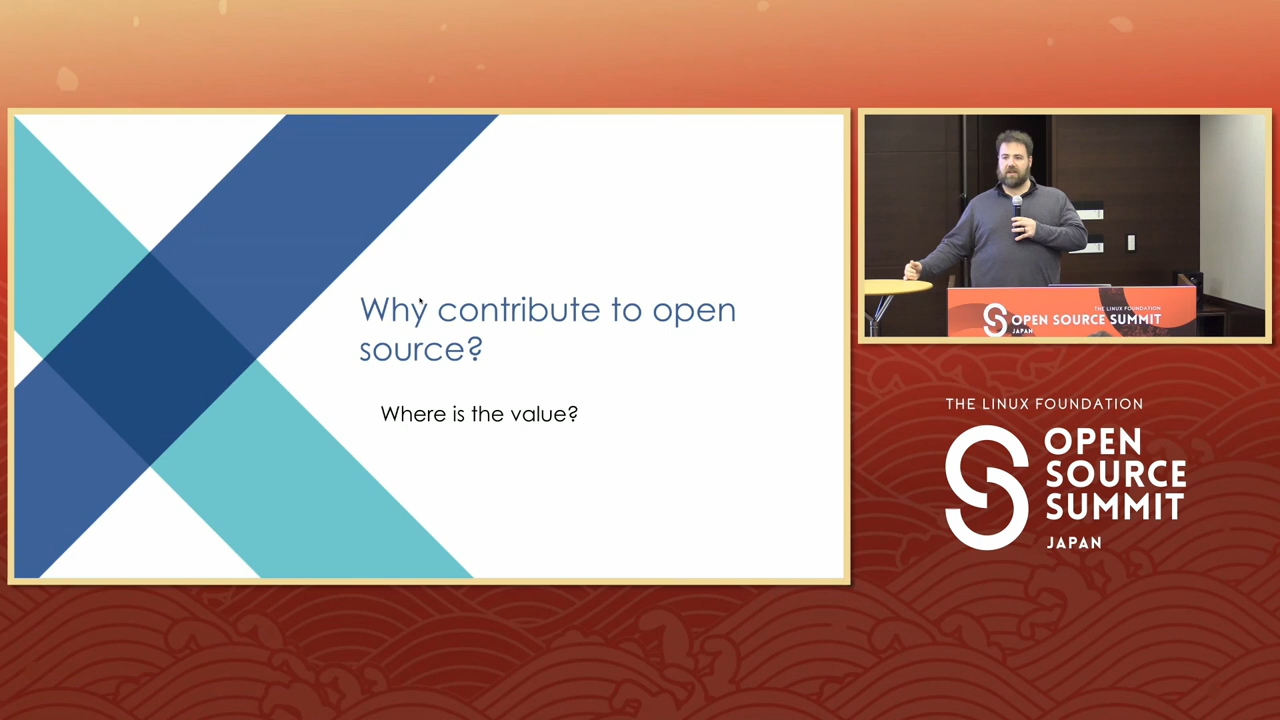 Why contribute to open
source?
Where is the value?
THE LINUX FOUNDATION
OPEN SOURCE SUMMIT
JAPAN
THE LINUX FOUNDATION
OPEN
SOURCE
SUMMIT
JAPAN